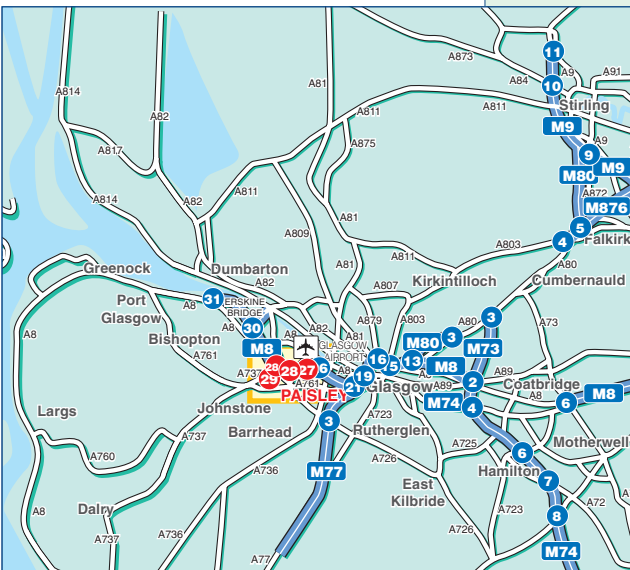 11
A9
A91
A873
A84
10
A814
A81
A811
A811
Stirling
A82
M9
A875
A9
A817
9
M9
M80
A811
A872
A82
M876
A814
A81
5
A809
A803
4
Falkirk
A811
A81
A80
Greenock
Dumbarton
Kirkintilloch
Cumbernauld
A82
A807
Port
Glasgow
31
A8
ERSKINE
BRIDGE
A879
A803
3
A73
A8
30
A8
A82
A81
A80
3
Bishopton
M80
M73
A8
A761
M8
GLASGOW
AIRPORT
16
15
13
M8
A89
A737
28
28
27
19
A89
2
Coatbridge
29
A761
21
Glasgow
A8
M8
PAISLEY
M74
4
6
Largs
Johnstone
3
A723
Barrhead
Rutherglen
A737
A725
Motherwell
6
A760
A736
M77
A726
Hamilton
7
East
Kilbride
A8
Dalry
A723
A72
8
A737
A736
A726
A77
M74